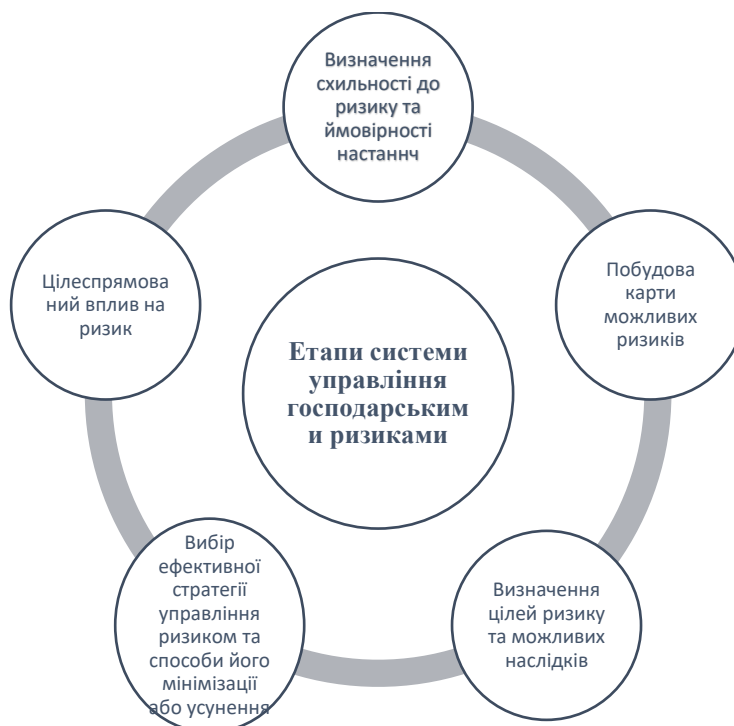 Визначення
схильності до
ризику та
ймовірності
настаннч
Побудова
карти
можливих
ризиків
Визначення
цілей ризику
та можливих
наслідків
Вибір
ефективної
стратегії
управління
ризиком та
способи його
мінімізації
або усунення
Цілеспрямова
ний вплив на
ризик
Етапи системи
управління
господарським
и ризиками